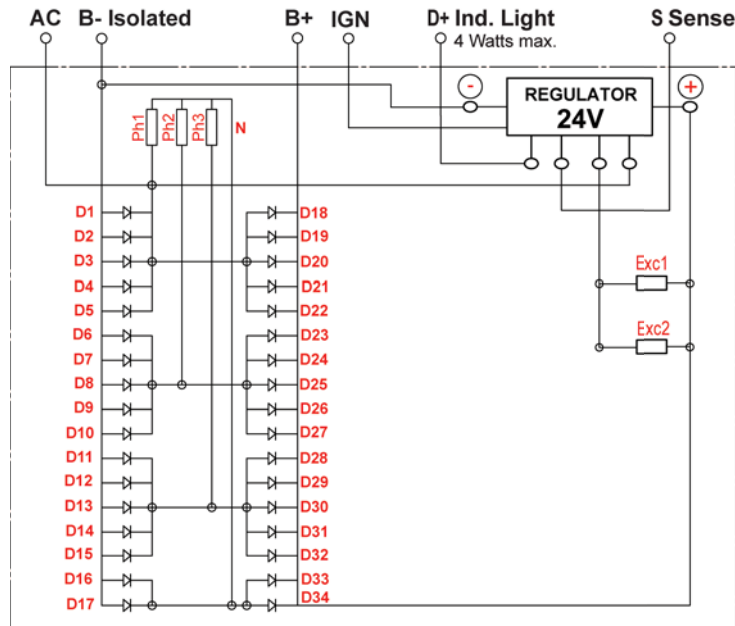 AC B- Isolated B+ IGN D+ Ind. Light S Sense
4 Watts max.
- REGULATOR +
24V
Ph1 Ph2 Ph3 N
D1 D18
D2 D19
D3 D20
Exc1
D4 D21
D5 D22
D6 D23
Exc2
D7 D24
D8 D25
D9 D26
D10 D27
D11 D28
D12 D29
D13 D30
D14 D31
D15 D32
D16 D33
D17 D34